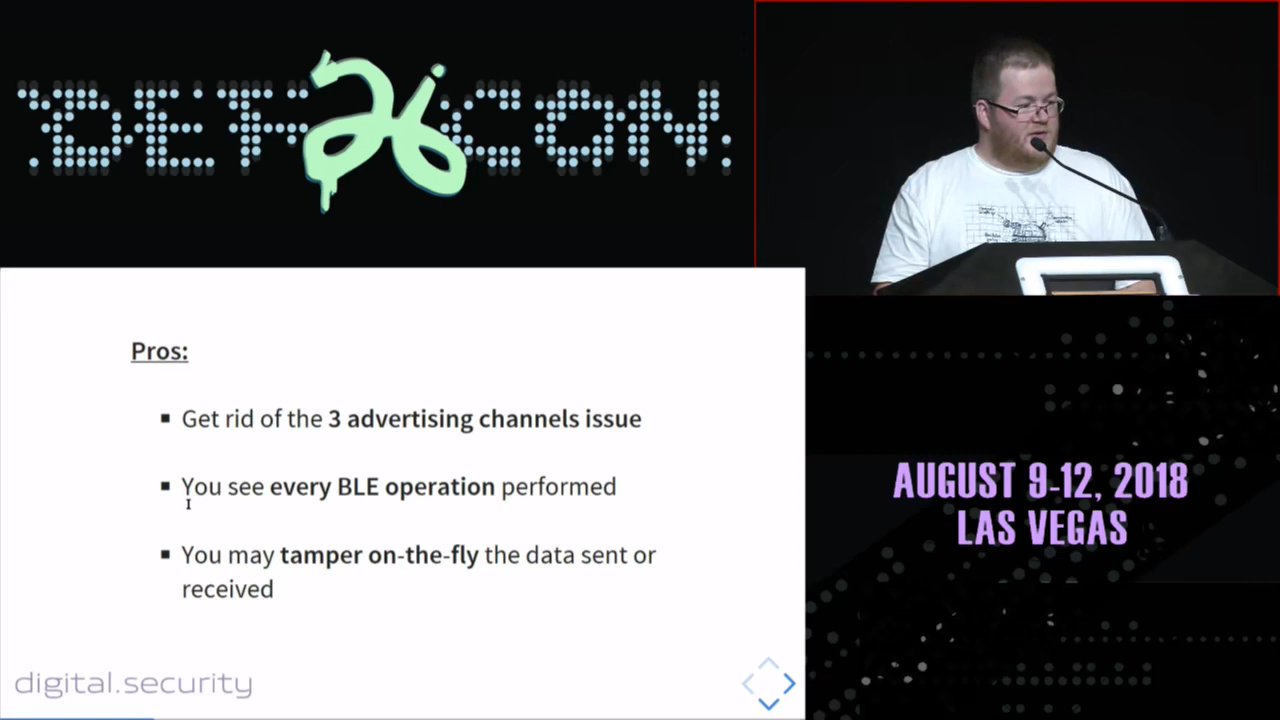 DEF 26 CON
Pros:
Get rid of the 3 advertising channels issue
You see every BLE operation performed
You may tamper on-the-fly the data sent or
received
digital.security
AUGUST 9-12, 2018
LAS VEGAS